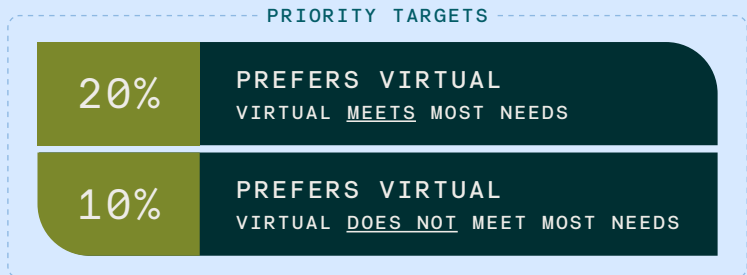 PRIORITY TARGETS
20%
PREFERS VIRTUAL
VIRTUAL MEETS MOST NEEDS
10%
PREFERS VIRTUAL
VIRTUAL DOES NOT MEET MOST NEEDS